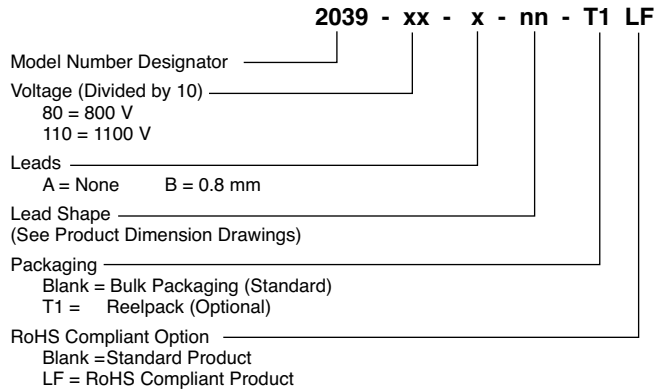 2039 - xx - x - nn - T1 LF
Model Number Designator
Voltage (Divided by 10)
80 = 800 V
110 = 1100 V
Leads
A = None B = 0.8 mm
Lead Shape
(See Product Dimension Drawings)
Packaging
Blank = Bulk Packaging (Standard)
T1 = Reelpack (Optional)
RoHS Compliant Option
Blank =Standard Product
LF = RoHS Compliant Product